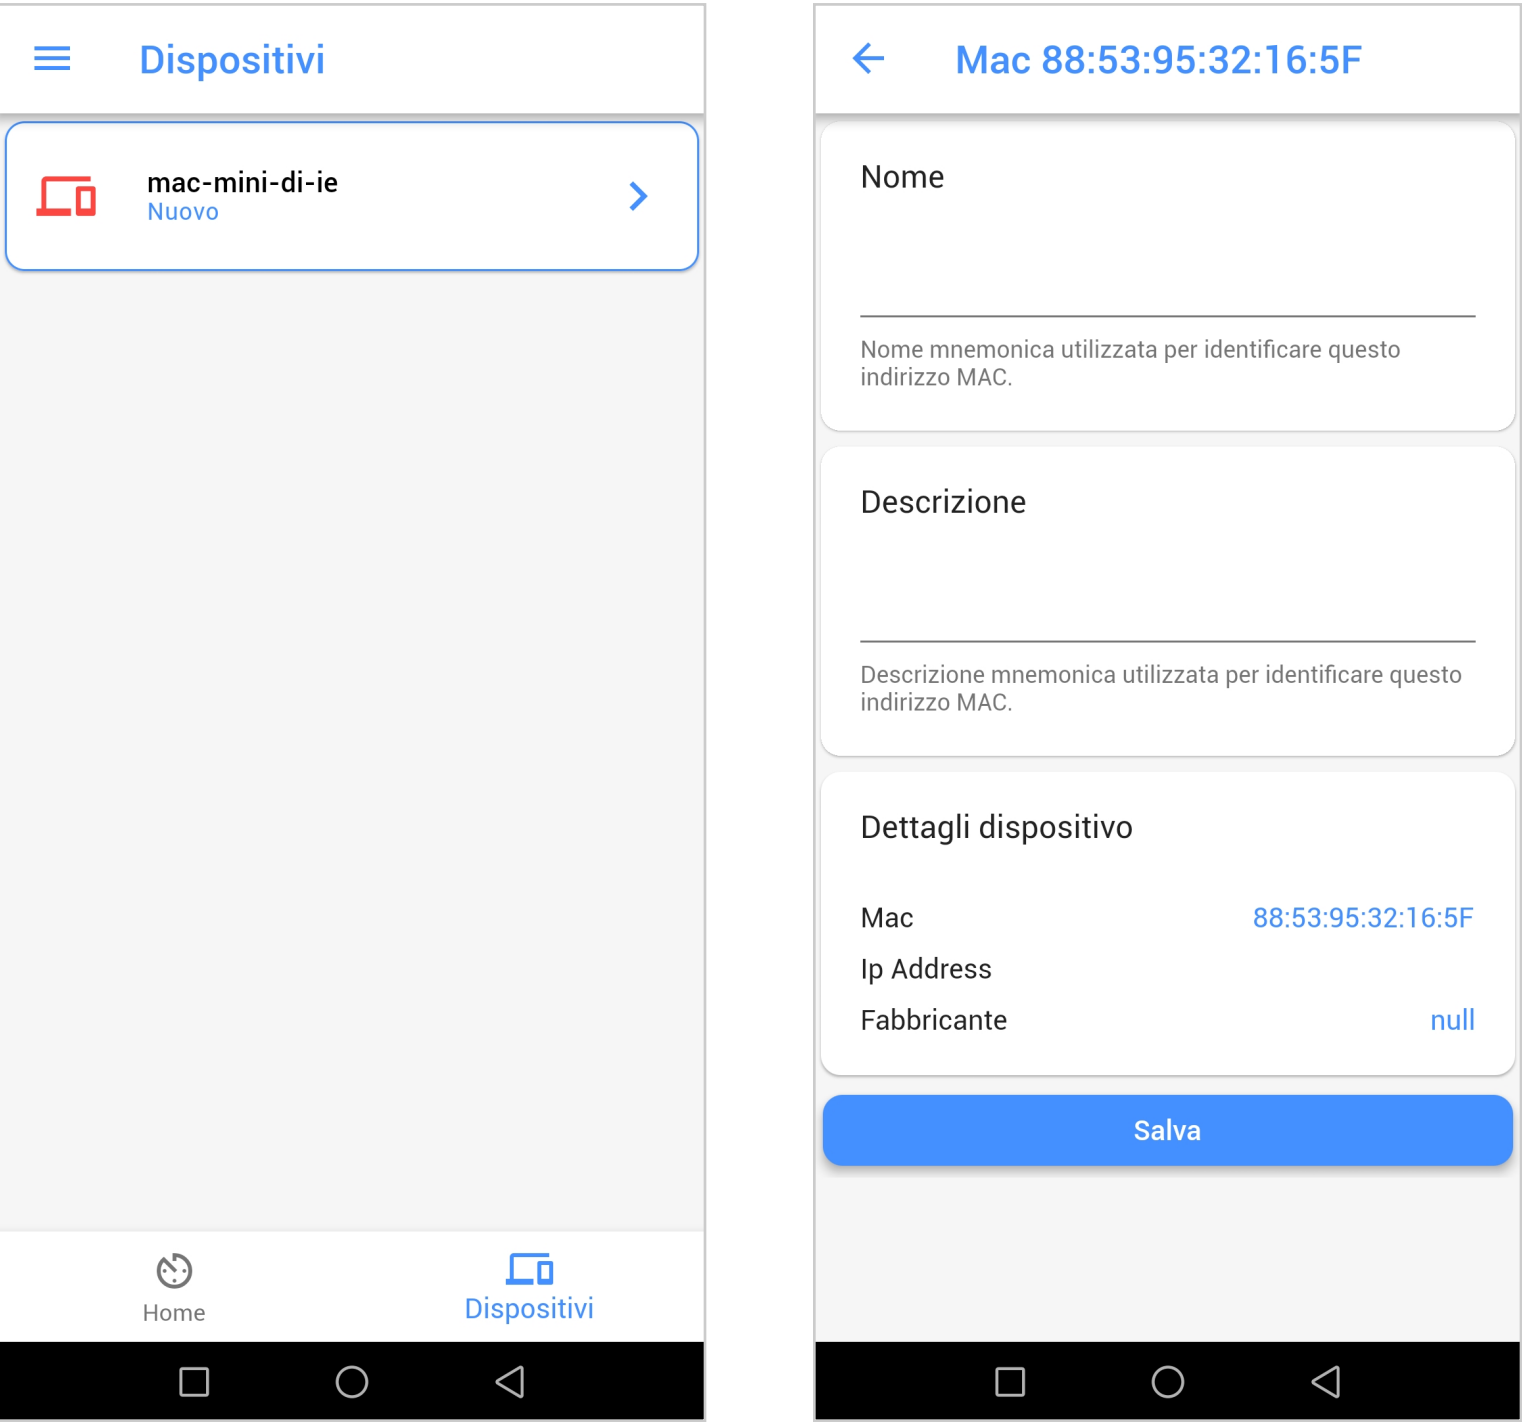 Dispositivi
mac-mini-di-ie
Nuovo
Home
Dispositivi
Mac 88:53:95:32:16:5F
Nome
Nome mnemonica utilizzata per identificare questo
indirizzo MAC.
Descrizione
Descrizione mnemonica utilizzata per identificare questo
indirizzo MAC.
Dettagli dispositivo
Mac 88:53:95:32:16:5F
Ip Address
Fabbricante null
Salva